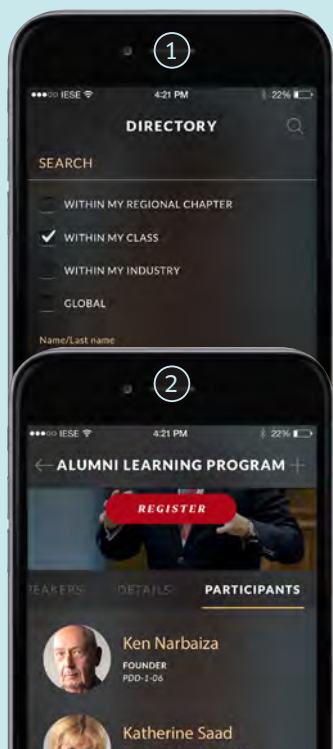 1
IESE 4:21 PM 22%
DIRECTORY
SEARCH
WITHIN MY REGIONAL CHAPTER
WITHIN MY CLASS
WITHIN MY INDUSTRY
GLOBAL
Name/Last name
2
IESE 4:21 PM 22%
ALUMNI LEARNING PROGRAM
REGISTER
PEAKERS DETAILS PARTICIPANTS
Ken Narbaiza
FOUNDER
PDD-1-06
Katherine Saad